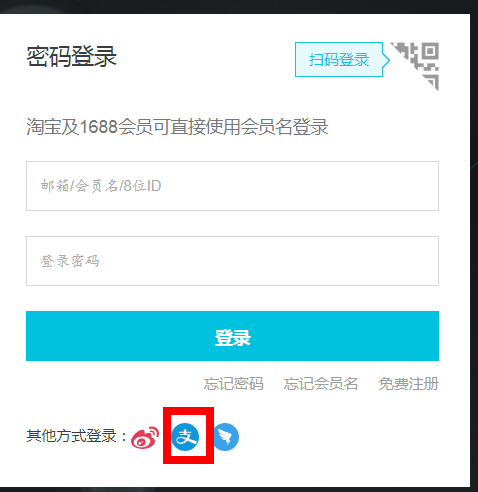 密码登录
扫码登录
淘宝及1688会员可直接使用会员名登录
邮箱/会员名/8位ID
登录密码
登录
忘记密码 忘记会员名 免费注册
其他方式登录： 支